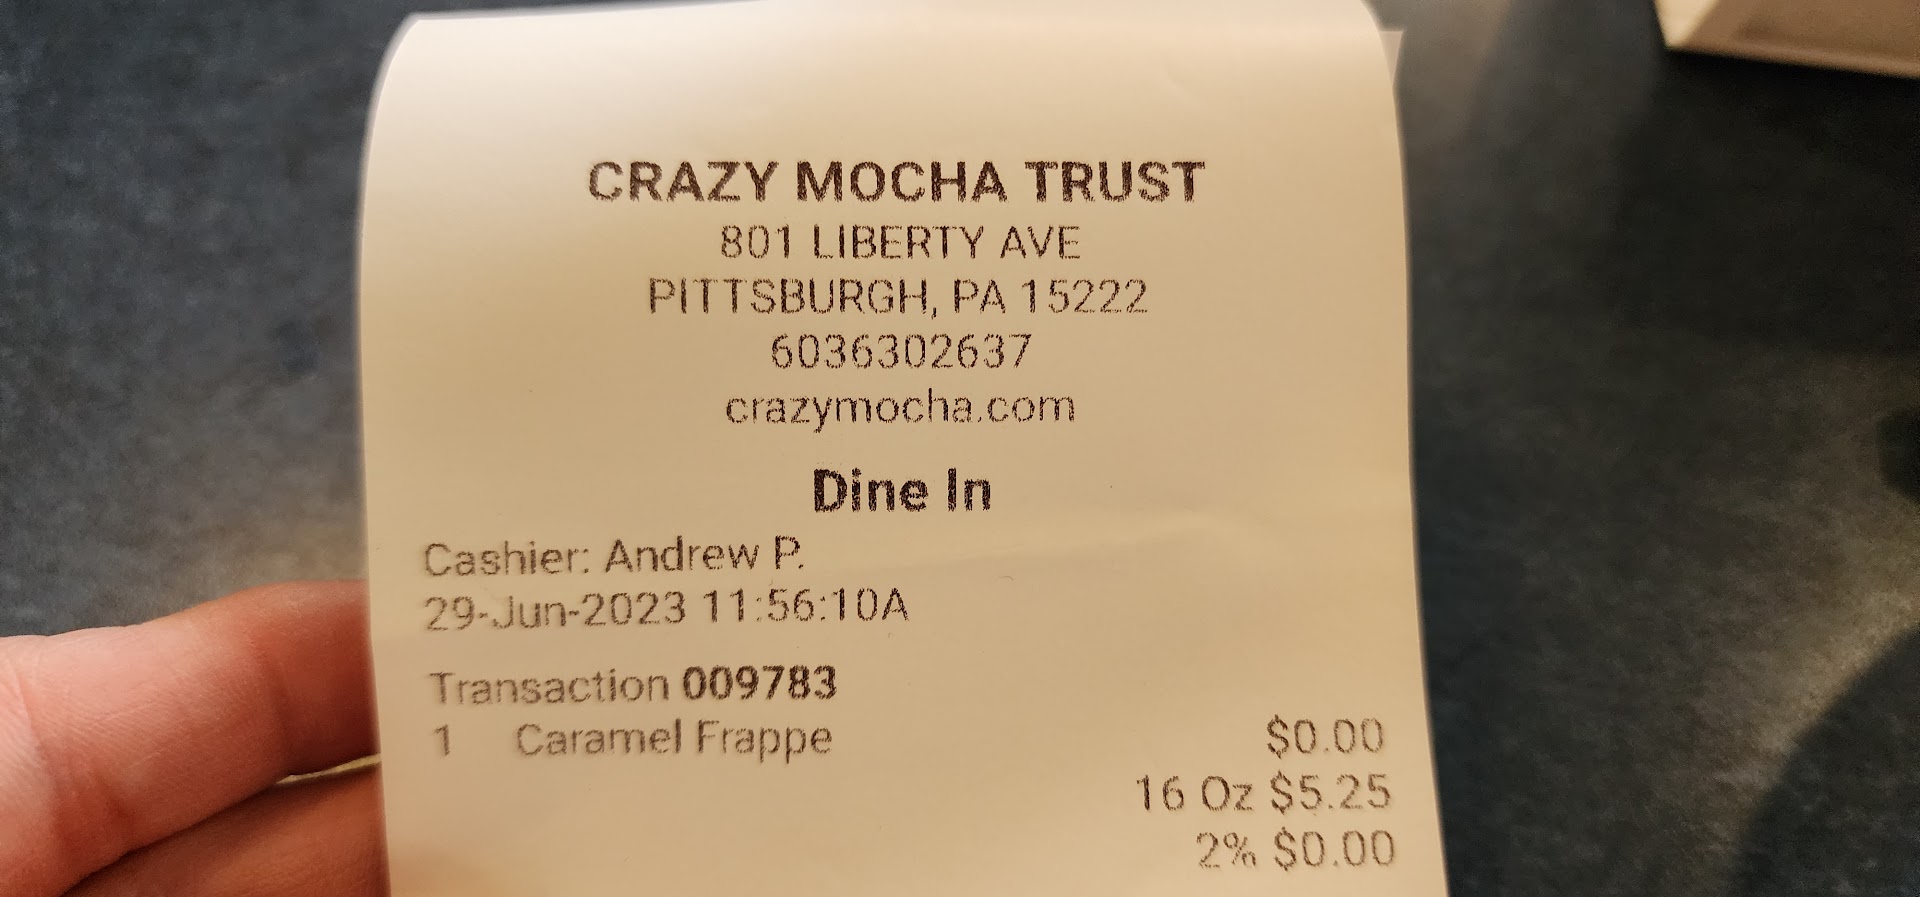 CRAZY MOCHA TRUST
801 LIBERTY AVE
PITTSBURGH, PA 15222
6036302637
crazymocha.com
Dine In
Cashier: Andrew P.
29-Jun-2023 11:56:10A
Transaction 009783
1 Caramel Frappe $0.00
16 Oz $5.25
2% $0.00